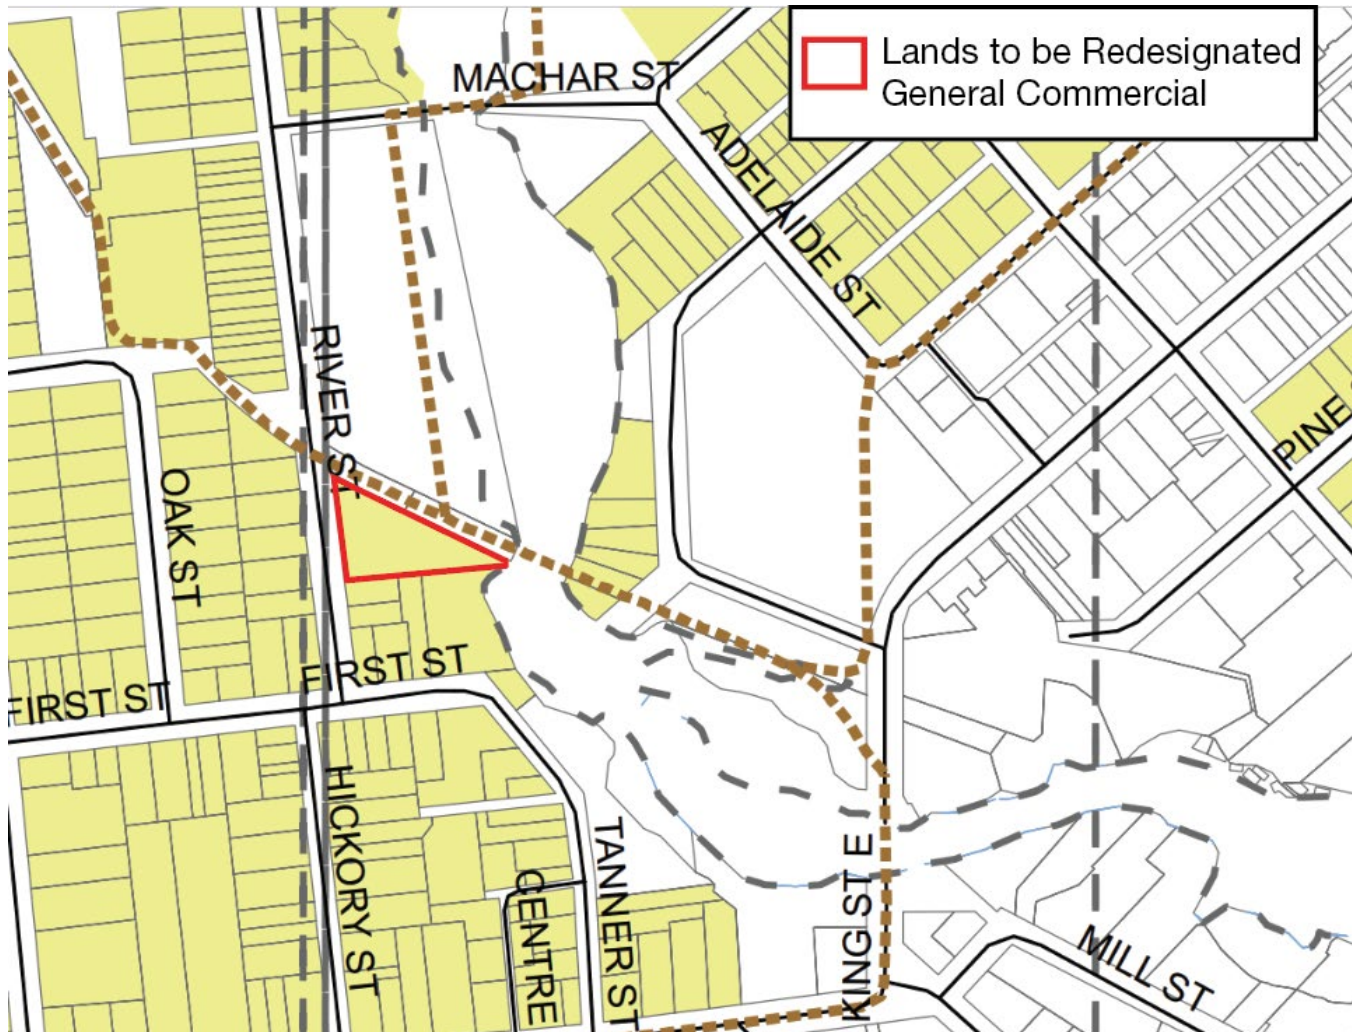 Lands to be Redesignated
General Commercial
MACHAR ST
ADELAIDE ST
RIVER ST
PINE
OAK ST
FIRST ST
FIRST ST
HICKORY ST
TANNER ST
CENTRE
KING ST E
MILL ST